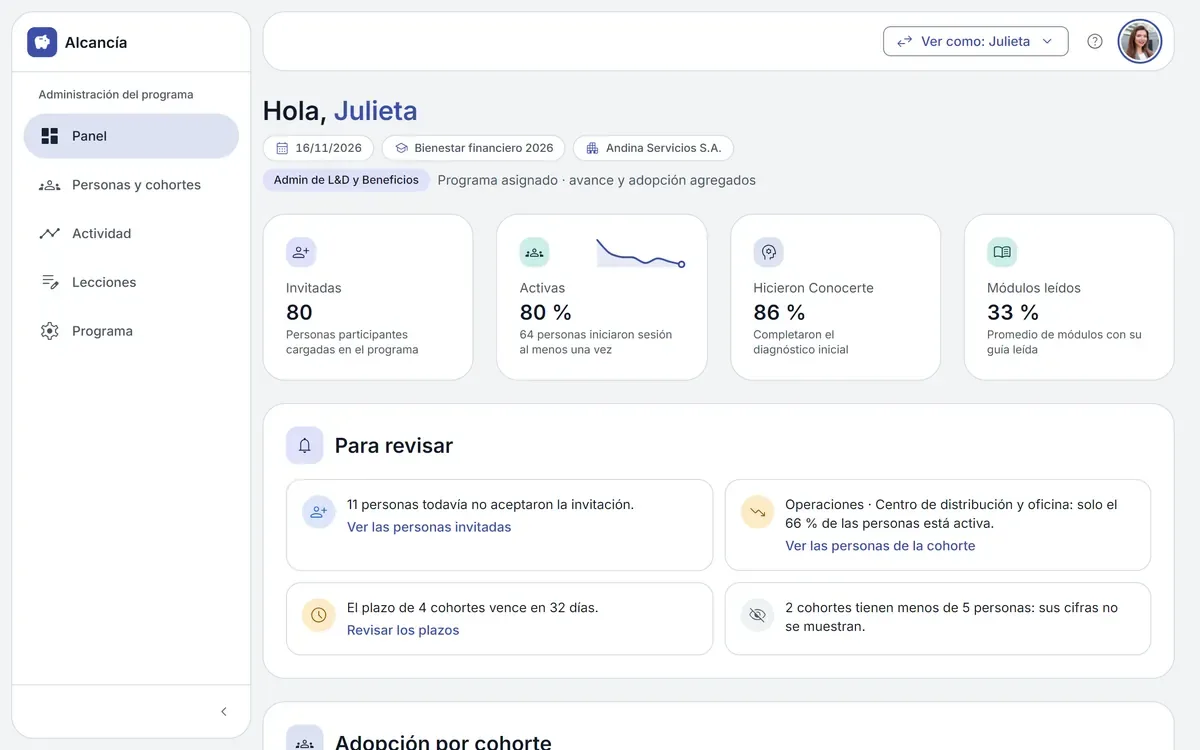 Alcancía
Ver como: Julieta
Administración del programa
Panel
Personas y cohortes
Actividad
Lecciones
Programa
Hola, Julieta
16/11/2026
Bienestar financiero 2026
Andina Servicios S.A.
Admin de L&D y Beneficios
Programa asignado · avance y adopción agregados
Invitadas
80
Personas participantes
cargadas en el programa
Activas
80 %
64 personas iniciaron sesión
al menos una vez
Hicieron Conocerte
86 %
Completaron el
diagnóstico inicial
Módulos leídos
33 %
Promedio de módulos con su
guía leída
Para revisar
11 personas todavía no aceptaron la invitación.
Ver las personas invitadas
Operaciones · Centro de distribución y oficina: solo el
66 % de las personas está activa.
Ver las personas de la cohorte
El plazo de 4 cohortes vence en 32 días.
Revisar los plazos
2 cohortes tienen menos de 5 personas: sus cifras no
se muestran.
Adopción por cohorte